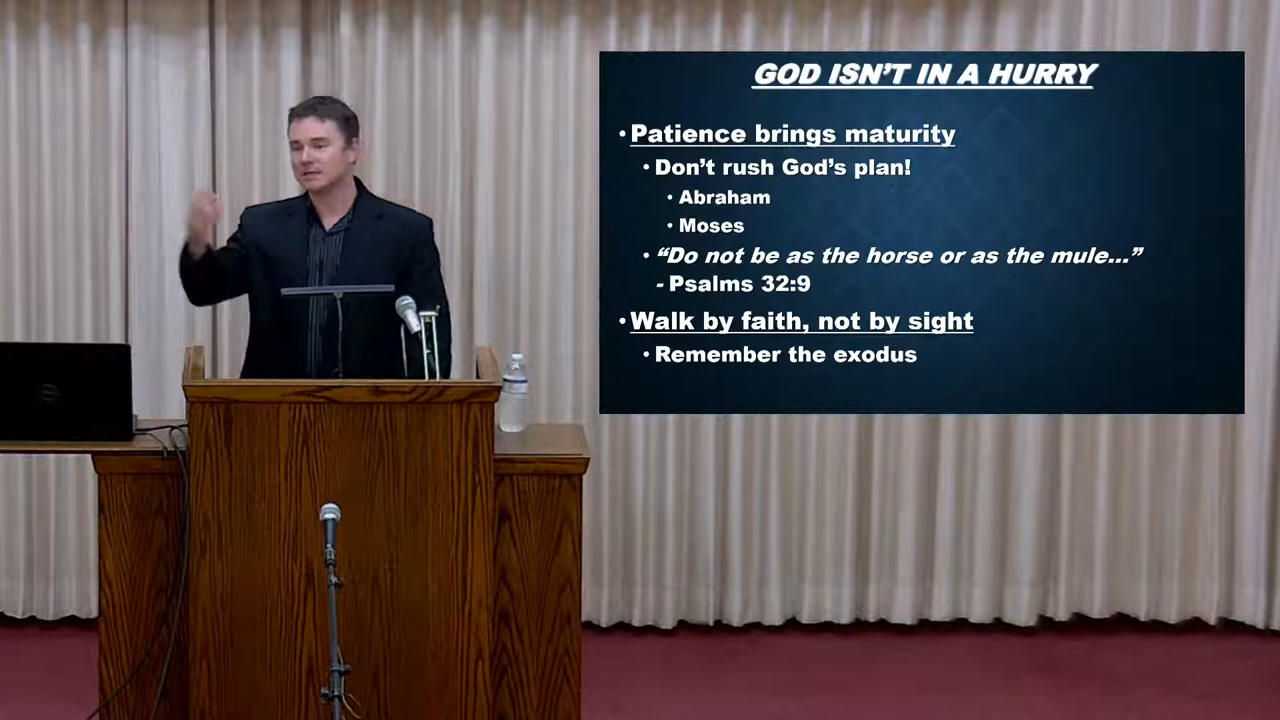 GOD ISN'T IN A HURRY
• Patience brings maturity
• Don't rush God's plan!
• Abraham
• Moses
• "Do not be as the horse or as the mule..."
- Psalms 32:9
• Walk by faith, not by sight
• Remember the exodus